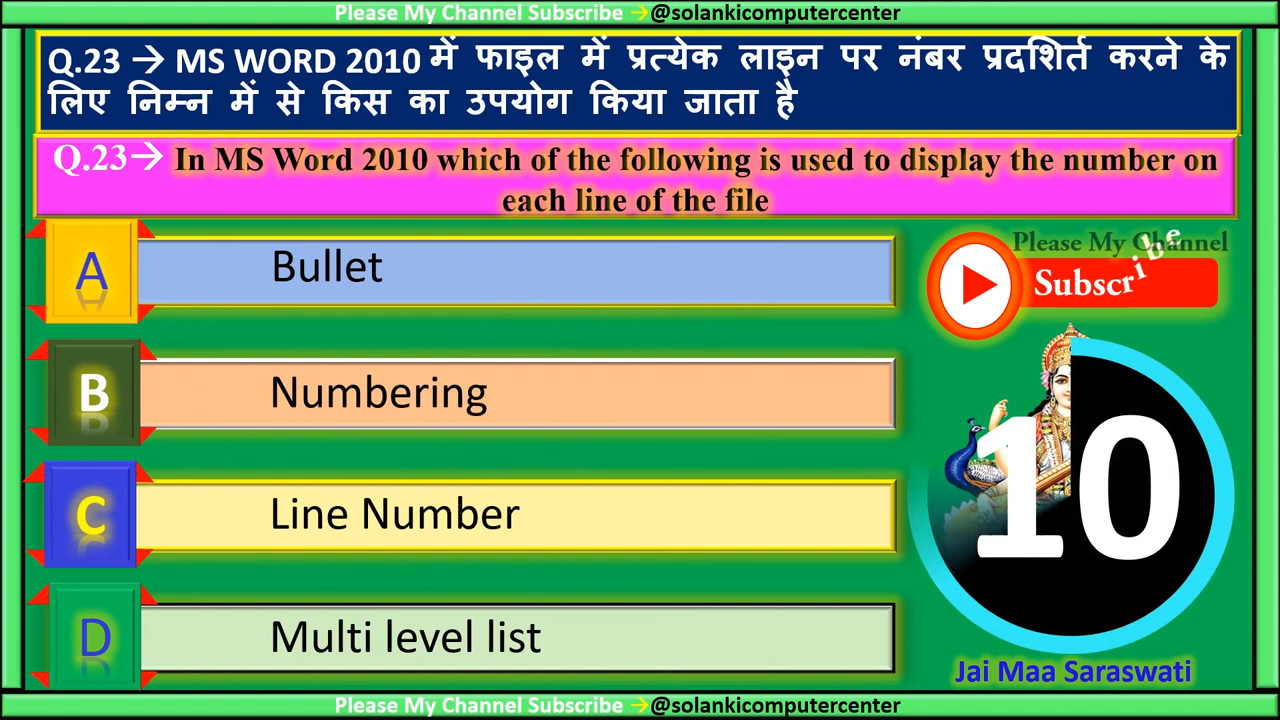 Please My Channel Subscribe →@solankicomputercenter
Q.23 → MS WORD 2010 में फाइल में प्रत्येक लाइन पर नंबर प्रदशिर्त करने के
लिए निम्न में से किस का उपयोग किया जाता है
Q.23→ In MS Word 2010 which of the following is used to display the number on
each line of the file
A Bullet
Please My Channel
Subscribe
B Numbering
C Line Number
10
D Multi level list
Jai Maa Saraswati
Please My Channel Subscribe →@solankicomputercenter